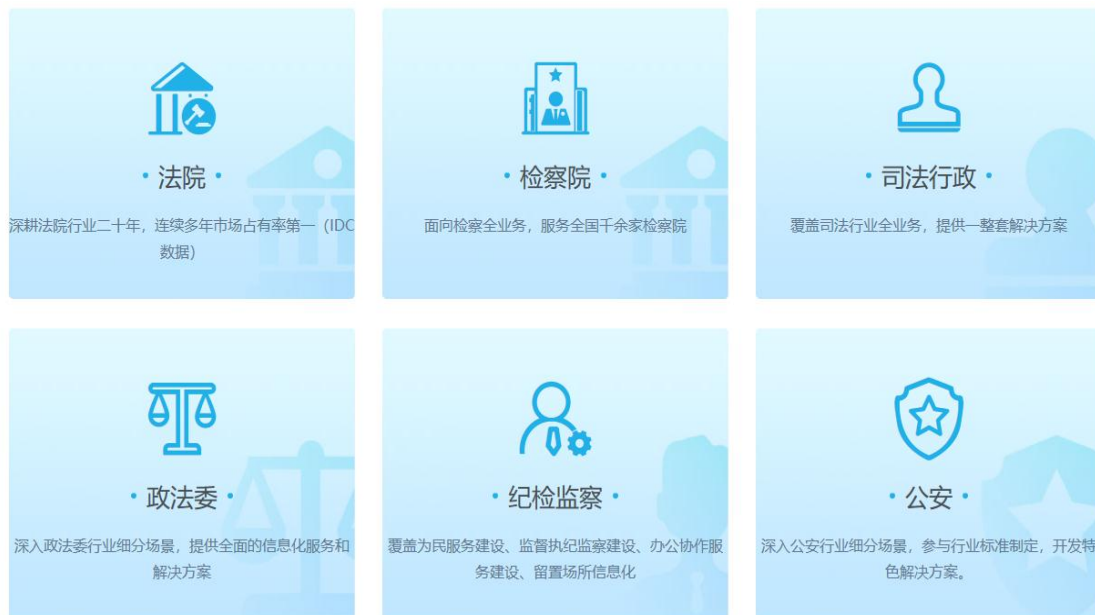 ·法院·
深耕法院行业二十年，连续多年市场占有率第一（IDC
数据）
·检察院·
面向检察全业务，服务全国千余家检察院
·司法行政·
覆盖司法行业全业务，提供一整套解决方案
·政法委·
深入政法委行业细分场景，提供全面的信息化服务和
解决方案
·纪检监察·
覆盖为民服务建设、监督执纪监察建设、办公协作服
务建设、留置场所信息化
·公安·
深入公安行业细分场景，参与行业标准制定，开发特
色解决方案。